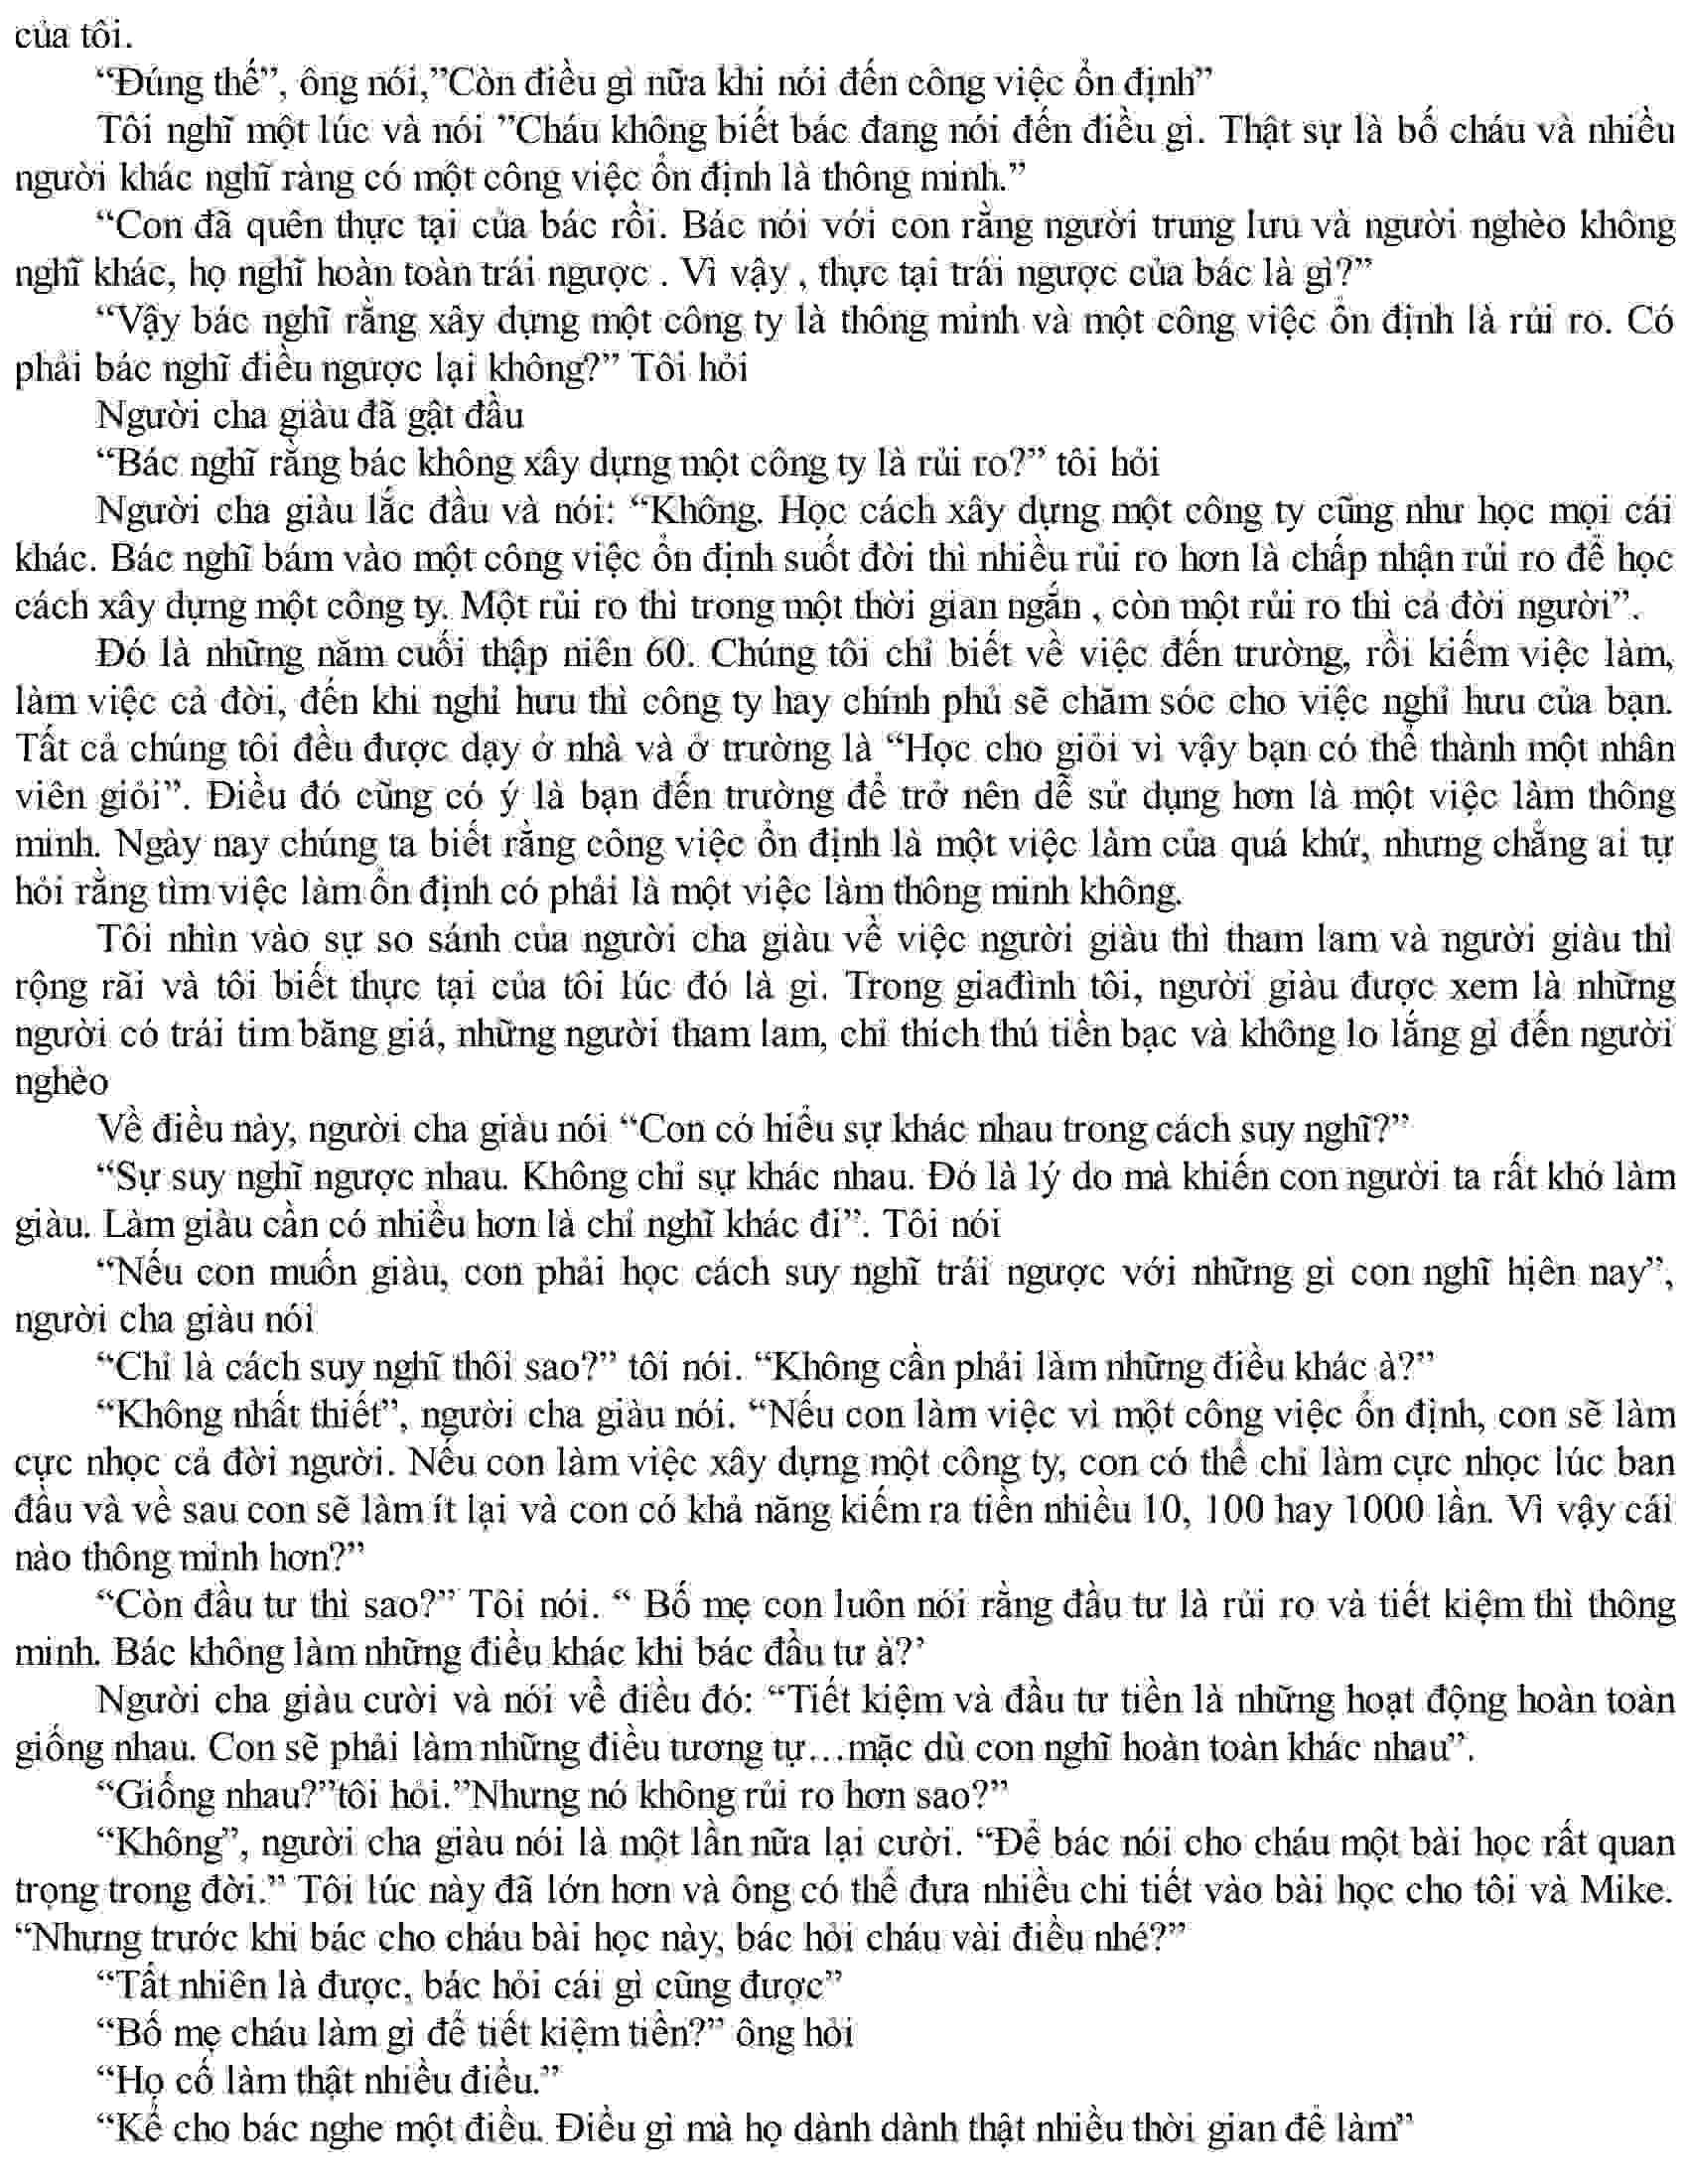 của tôi.
“Đúng thế”, ông nói,”Còn điều gì nữa khi nói đến công việc ổn định”
Tôi nghĩ một lúc và nói ”Cháu không biết bác đang nói đến điều gì. Thật sự là bố cháu và nhiều
người khác nghĩ ràng có một công việc ổn định là thông minh.”
“Con đã quên thực tại của bác rồi. Bác nói với con rằng người trung lưu và người nghèo không
nghĩ khác, họ nghĩ hoàn toàn trái ngược . Vì vậy , thực tại trái ngược của bác là gì?”
“Vậy bác nghĩ rằng xây dựng một công ty là thông minh và một công việc ổn định là rủi ro. Có
phải bác nghĩ điều ngược lại không?” Tôi hỏi
Người cha giàu đã gật đầu
“Bác nghĩ rằng bác không xây dựng một công ty là rủi ro?” tôi hỏi
Người cha giàu lắc đầu và nói: “Không. Học cách xây dựng một công ty cũng như học mọi cái
khác. Bác nghĩ bám vào một công việc ổn định suốt đời thì nhiều rủi ro hơn là chấp nhận rủi ro để học
cách xây dựng một công ty. Một rủi ro thì trong một thời gian ngắn , còn một rủi ro thì cả đời người”.
Đó là những năm cuối thập niên 60. Chúng tôi chỉ biết về việc đến trường, rồi kiếm việc làm,
làm việc cả đời, đến khi nghỉ hưu thì công ty hay chính phủ sẽ chăm sóc cho việc nghỉ hưu của bạn.
Tất cả chúng tôi đều được dạy ở nhà và ở trường là “Học cho giỏi vì vậy bạn có thể thành một nhân
viên giỏi”. Điều đó cũng có ý là bạn đến trường để trở nên dễ sử dụng hơn là một việc làm thông
minh. Ngày nay chúng ta biết rằng công việc ổn định là một việc làm của quá khứ, nhưng chẳng ai tự
hỏi rằng tìm việc làm ổn định có phải là một việc làm thông minh không.
Tôi nhìn vào sự so sánh của người cha giàu về việc người giàu thì tham lam và người giàu thì
rộng rãi và tôi biết thực tại của tôi lúc đó là gì. Trong giađình tôi, người giàu được xem là những
người có trái tim băng giá, những người tham lam, chỉ thích thú tiền bạc và không lo lắng gì đến người
nghèo
Về điều này, người cha giàu nói “Con có hiểu sự khác nhau trong cách suy nghĩ?”
“Sự suy nghĩ ngược nhau. Không chỉ sự khác nhau. Đó là lý do mà khiến con người ta rất khó làm
giàu. Làm giàu cần có nhiều hơn là chỉ nghĩ khác đi”. Tôi nói
“Nếu con muốn giàu, con phải học cách suy nghĩ trái ngược với những gì con nghĩ hịên nay”,
người cha giàu nói
“Chỉ là cách suy nghĩ thôi sao?” tôi nói. “Không cần phải làm những điều khác à?”
“Không nhất thiết”, người cha giàu nói. “Nếu con làm việc vì một công việc ổn định, con sẽ làm
cực nhọc cả đời người. Nếu con làm việc xây dựng một công ty, con có thể chỉ làm cực nhọc lúc ban
đầu và về sau con sẽ làm ít lại và con có khả năng kiếm ra tiền nhiều 10, 100 hay 1000 lần. Vì vậy cái
nào thông minh hơn?”
“Còn đầu tư thì sao?” Tôi nói. “ Bố mẹ con luôn nói rằng đầu tư là rủi ro và tiết kiệm thì thông
minh. Bác không làm những điều khác khi bác đầu tư à?’
Người cha giàu cười và nói về điều đó: “Tiết kiệm và đầu tư tiền là những hoạt động hoàn toàn
giống nhau. Con sẽ phải làm những điều tương tự…mặc dù con nghĩ hoàn toàn khác nhau”.
“Giống nhau?”tôi hỏi.”Nhưng nó không rủi ro hơn sao?”
“Không”, người cha giàu nói là một lần nữa lại cười. “Để bác nói cho cháu một bài học rất quan
trọng trong đời.” Tôi lúc này đã lớn hơn và ông có thể đưa nhiều chi tiết vào bài học cho tôi và Mike.
“Nhưng trước khi bác cho cháu bài học này, bác hỏi cháu vài điều nhé?”
“Tất nhiên là được, bác hỏi cái gì cũng được”
“Bố mẹ cháu làm gì để tiết kiệm tiền?” ông hỏi
“Họ cố làm thật nhiều điều.”
“Kể cho bác nghe một điều. Điều gì mà họ dành dành thật nhiều thời gian để làm”